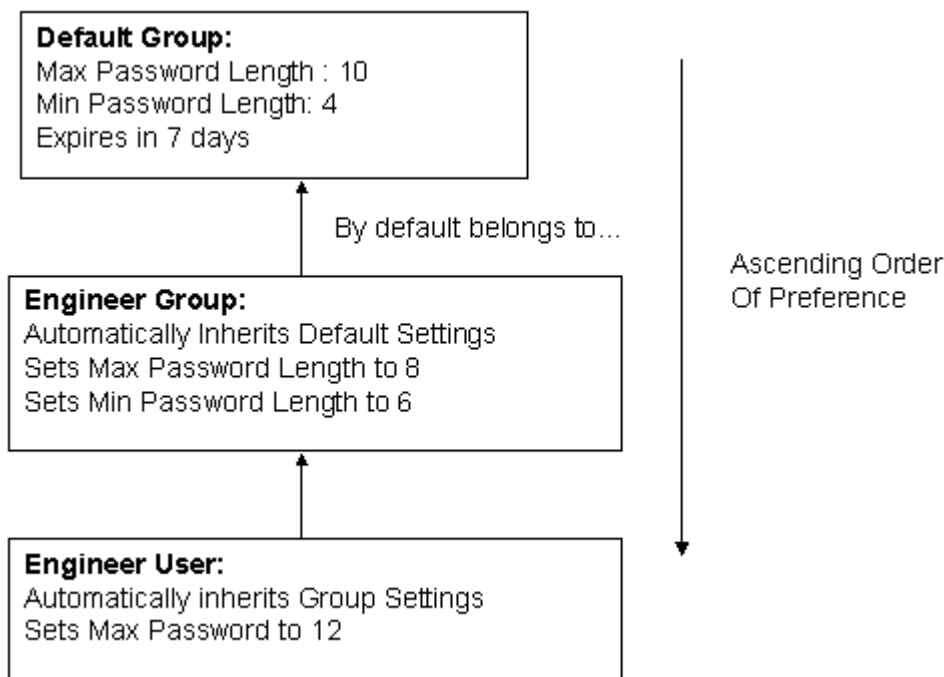 Default Group:
Max Password Length : 10
Min Password Length: 4
Expires in 7 days
By default belongs to...
Ascending Order
Of Preference
Engineer Group:
Automatically Inherits Default Settings
Sets Max Password Length to 8
Sets Min Password Length to 6
Engineer User:
Automatically inherits Group Settings
Sets Max Password to 12